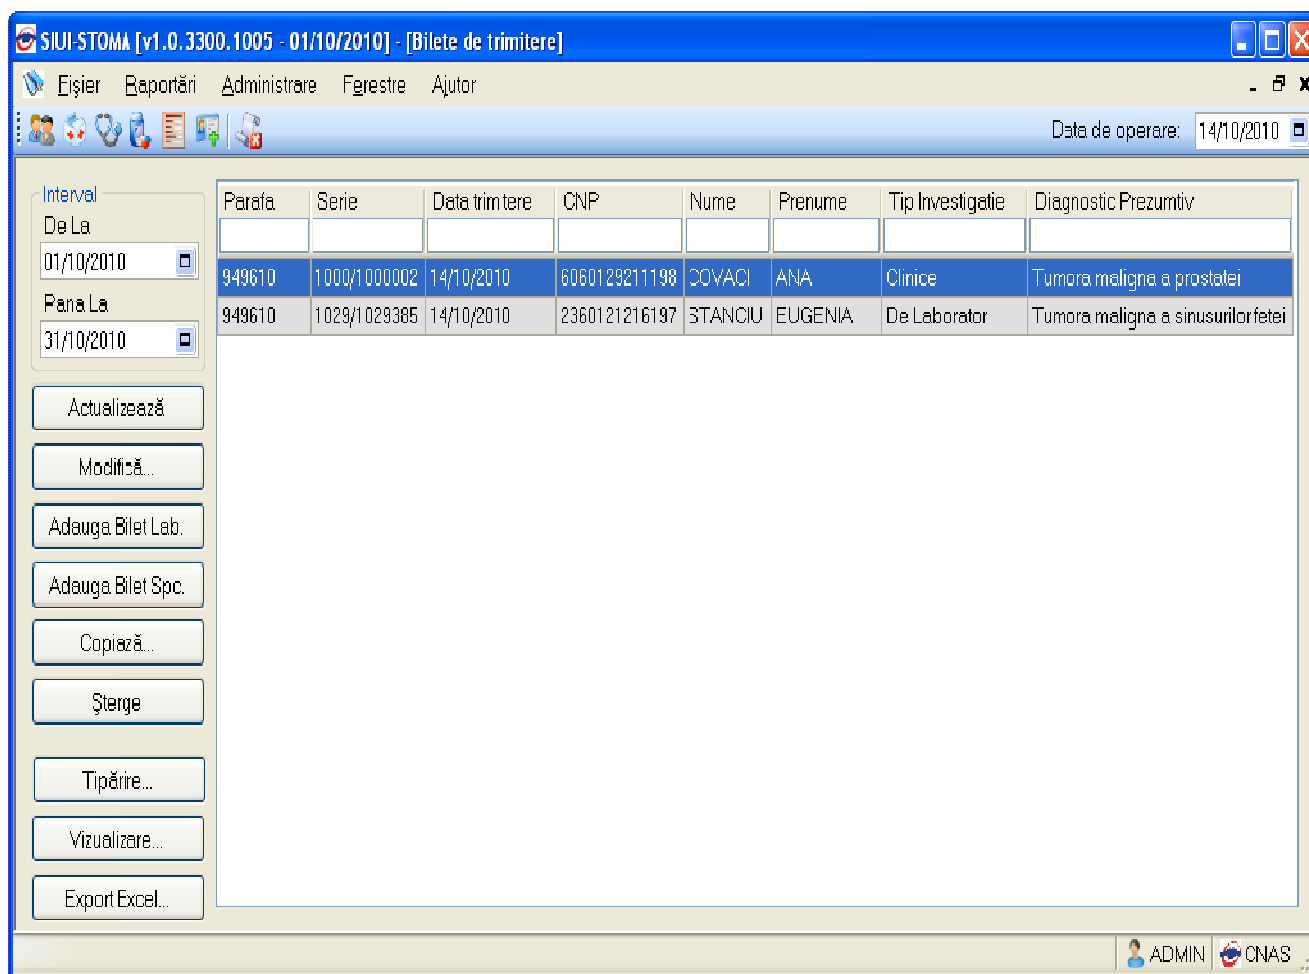 SIUI-STOMA [v1.0.3300.1005 - 01/10/2010] - [Bilete de trimitere]
Fişier Raportări Administrare Ferestre Ajutor
Data de operare: 14/10/2010
Interval
De La
01/10/2010
Pana La
31/10/2010
Actualizează
Modifică...
Adauga Bilet Lab.
Adauga Bilet Spc.
Copiază...
Şterge
Tipărire...
Vizualizare...
Export Excel...
Parafa Serie Data trimtere CNP Nume Prenume Tip Investigatie Diagnostic Prezumtiv
949610 1000/1000002 14/10/2010 6060129211198 COVACI ANA Clinice Tumora maligna a prostatei
949610 1029/1029385 14/10/2010 2360121216197 STANCIU EUGENIA De Laborator Tumora maligna a sinusurilor fetei
ADMIN CNAS